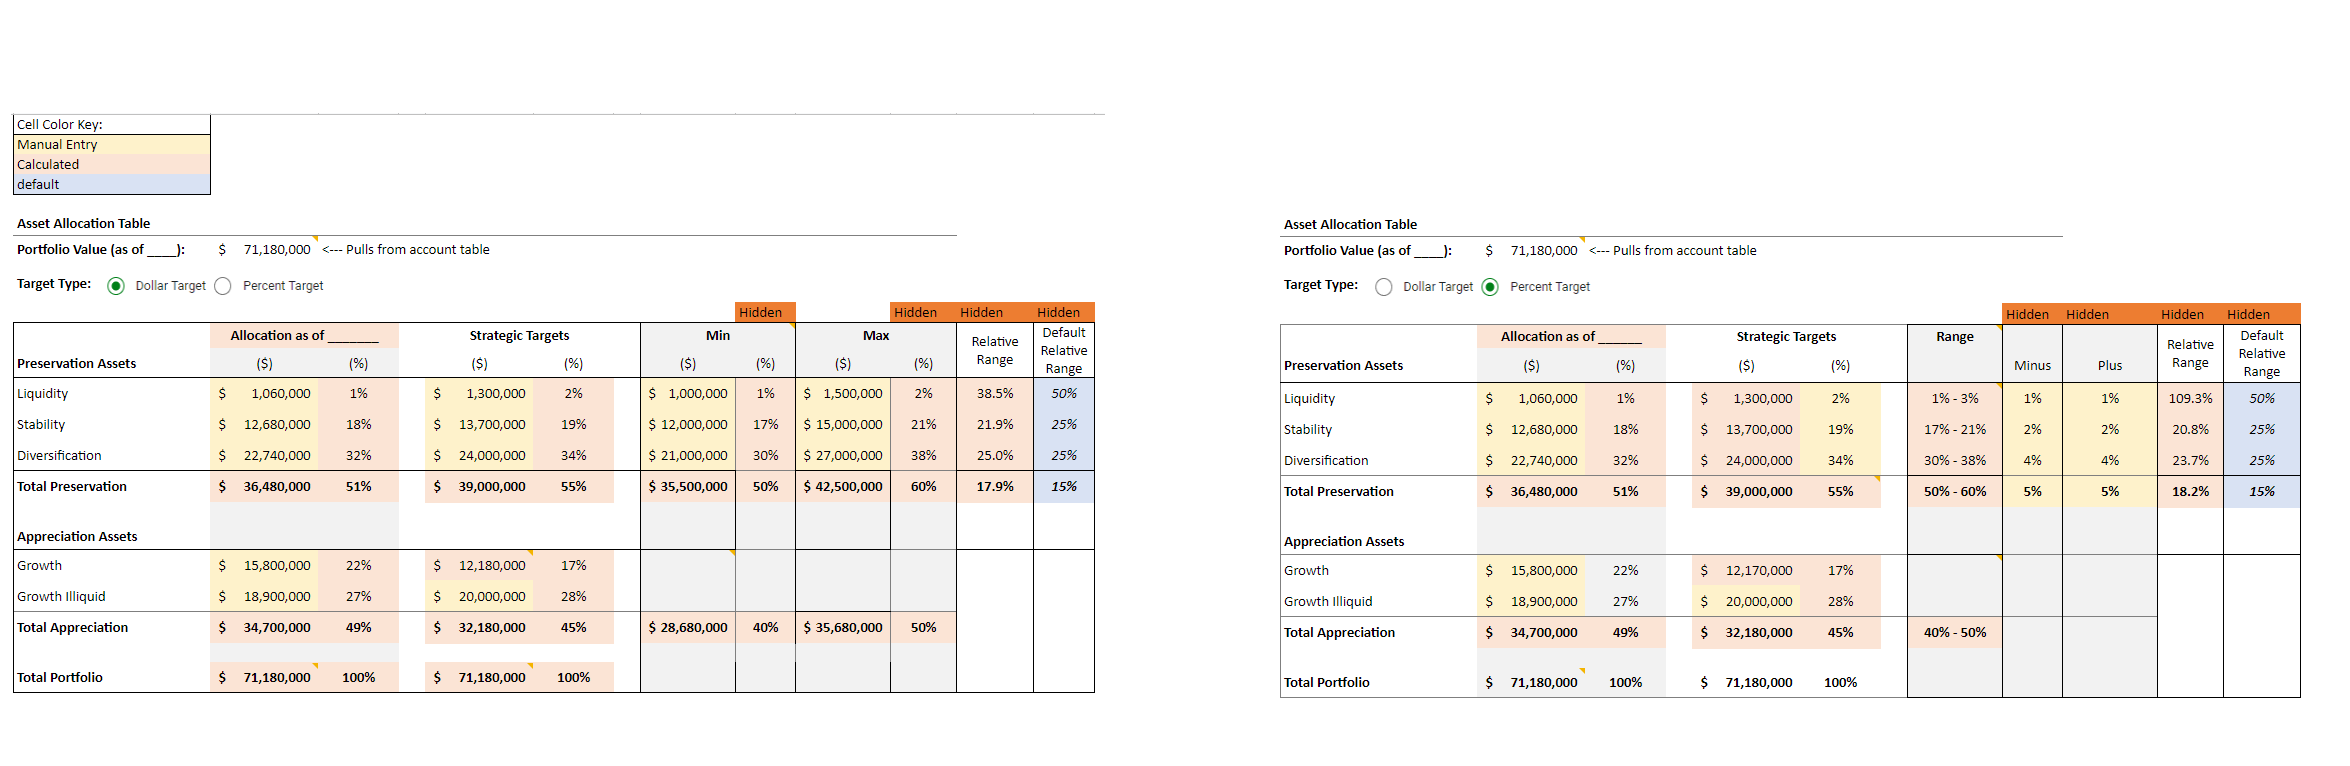 Cell Color Key:
Manual Entry
Calculated
default
Asset Allocation Table
Portfolio Value (as of ____): $ 71,180,000 <--- Pulls from account table
Target Type: Dollar Target Percent Target
Hidden Hidden Hidden Hidden
Allocation as of _______ Strategic Targets Min Max Relative Range Default Relative Range
Preservation Assets ($) (%) ($) (%) ($) (%) ($) (%)
Liquidity $ 1,060,000 1% $ 1,300,000 2% $ 1,000,000 1% $ 1,500,000 2% 38.5% 50%
Stability $ 12,680,000 18% $ 13,700,000 19% $ 12,000,000 17% $ 15,000,000 21% 21.9% 25%
Diversification $ 22,740,000 32% $ 24,000,000 34% $ 21,000,000 30% $ 27,000,000 38% 25.0% 25%
Total Preservation $ 36,480,000 51% $ 39,000,000 55% $ 35,500,000 50% $ 42,500,000 60% 17.9% 15%
Appreciation Assets
Growth $ 15,800,000 22% $ 12,180,000 17%
Growth Illiquid $ 18,900,000 27% $ 20,000,000 28%
Total Appreciation $ 34,700,000 49% $ 32,180,000 45% $ 28,680,000 40% $ 35,680,000 50%
Total Portfolio $ 71,180,000 100% $ 71,180,000 100%
Asset Allocation Table
Portfolio Value (as of ____): $ 71,180,000 <--- Pulls from account table
Target Type: Dollar Target Percent Target
Hidden Hidden Hidden Hidden
Allocation as of ______ Strategic Targets Range Relative Range Default Relative Range
Preservation Assets ($) (%) ($) (%) Minus Plus
Liquidity $ 1,060,000 1% $ 1,300,000 2% 1% - 3% 1% 1% 109.3% 50%
Stability $ 12,680,000 18% $ 13,700,000 19% 17% - 21% 2% 2% 20.8% 25%
Diversification $ 22,740,000 32% $ 24,000,000 34% 30% - 38% 4% 4% 23.7% 25%
Total Preservation $ 36,480,000 51% $ 39,000,000 55% 50% - 60% 5% 5% 18.2% 15%
Appreciation Assets
Growth $ 15,800,000 22% $ 12,170,000 17%
Growth Illiquid $ 18,900,000 27% $ 20,000,000 28%
Total Appreciation $ 34,700,000 49% $ 32,180,000 45% 40% - 50%
Total Portfolio $ 71,180,000 100% $ 71,180,000 100%